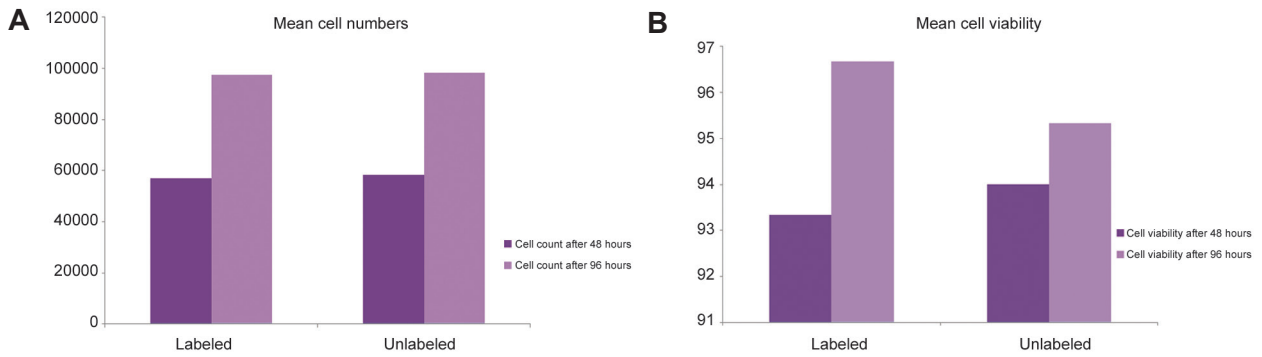 A
Mean cell numbers
120000
100000
80000
60000
40000
20000
0
Labeled
Unlabeled
Cell count after 48 hours
Cell count after 96 hours
B
Mean cell viability
97
96
95
94
93
92
91
Labeled
Unlabeled
Cell viability after 48 hours
Cell viability after 96 hours